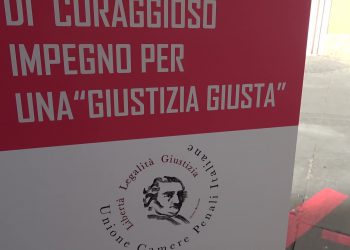 DI CORAGGIOSO
IMPEGNO PER
UNA "GIUSTIZIA GIUSTA"
Libertà Legalità Giustizia
Unione Camere Penali Italiane